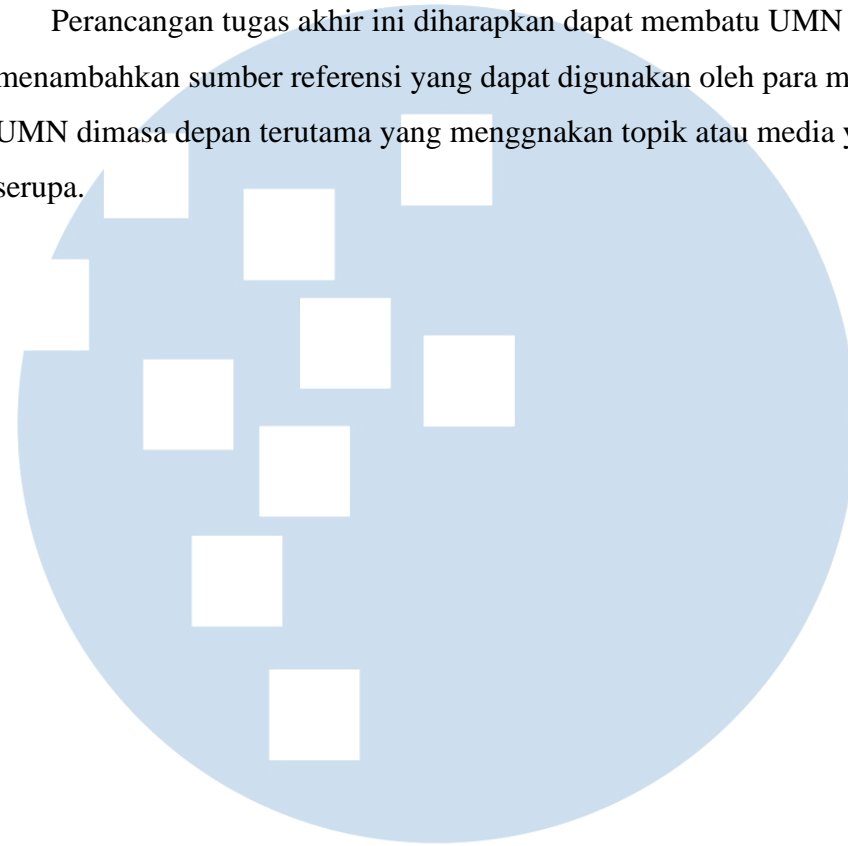 Perancangan tugas akhir ini diharapkan dapat membatu UMN
menambahkan sumber referensi yang dapat digunakan oleh para
UMN dimasa depan terutama yang menggnakan topik atau media
serupa.